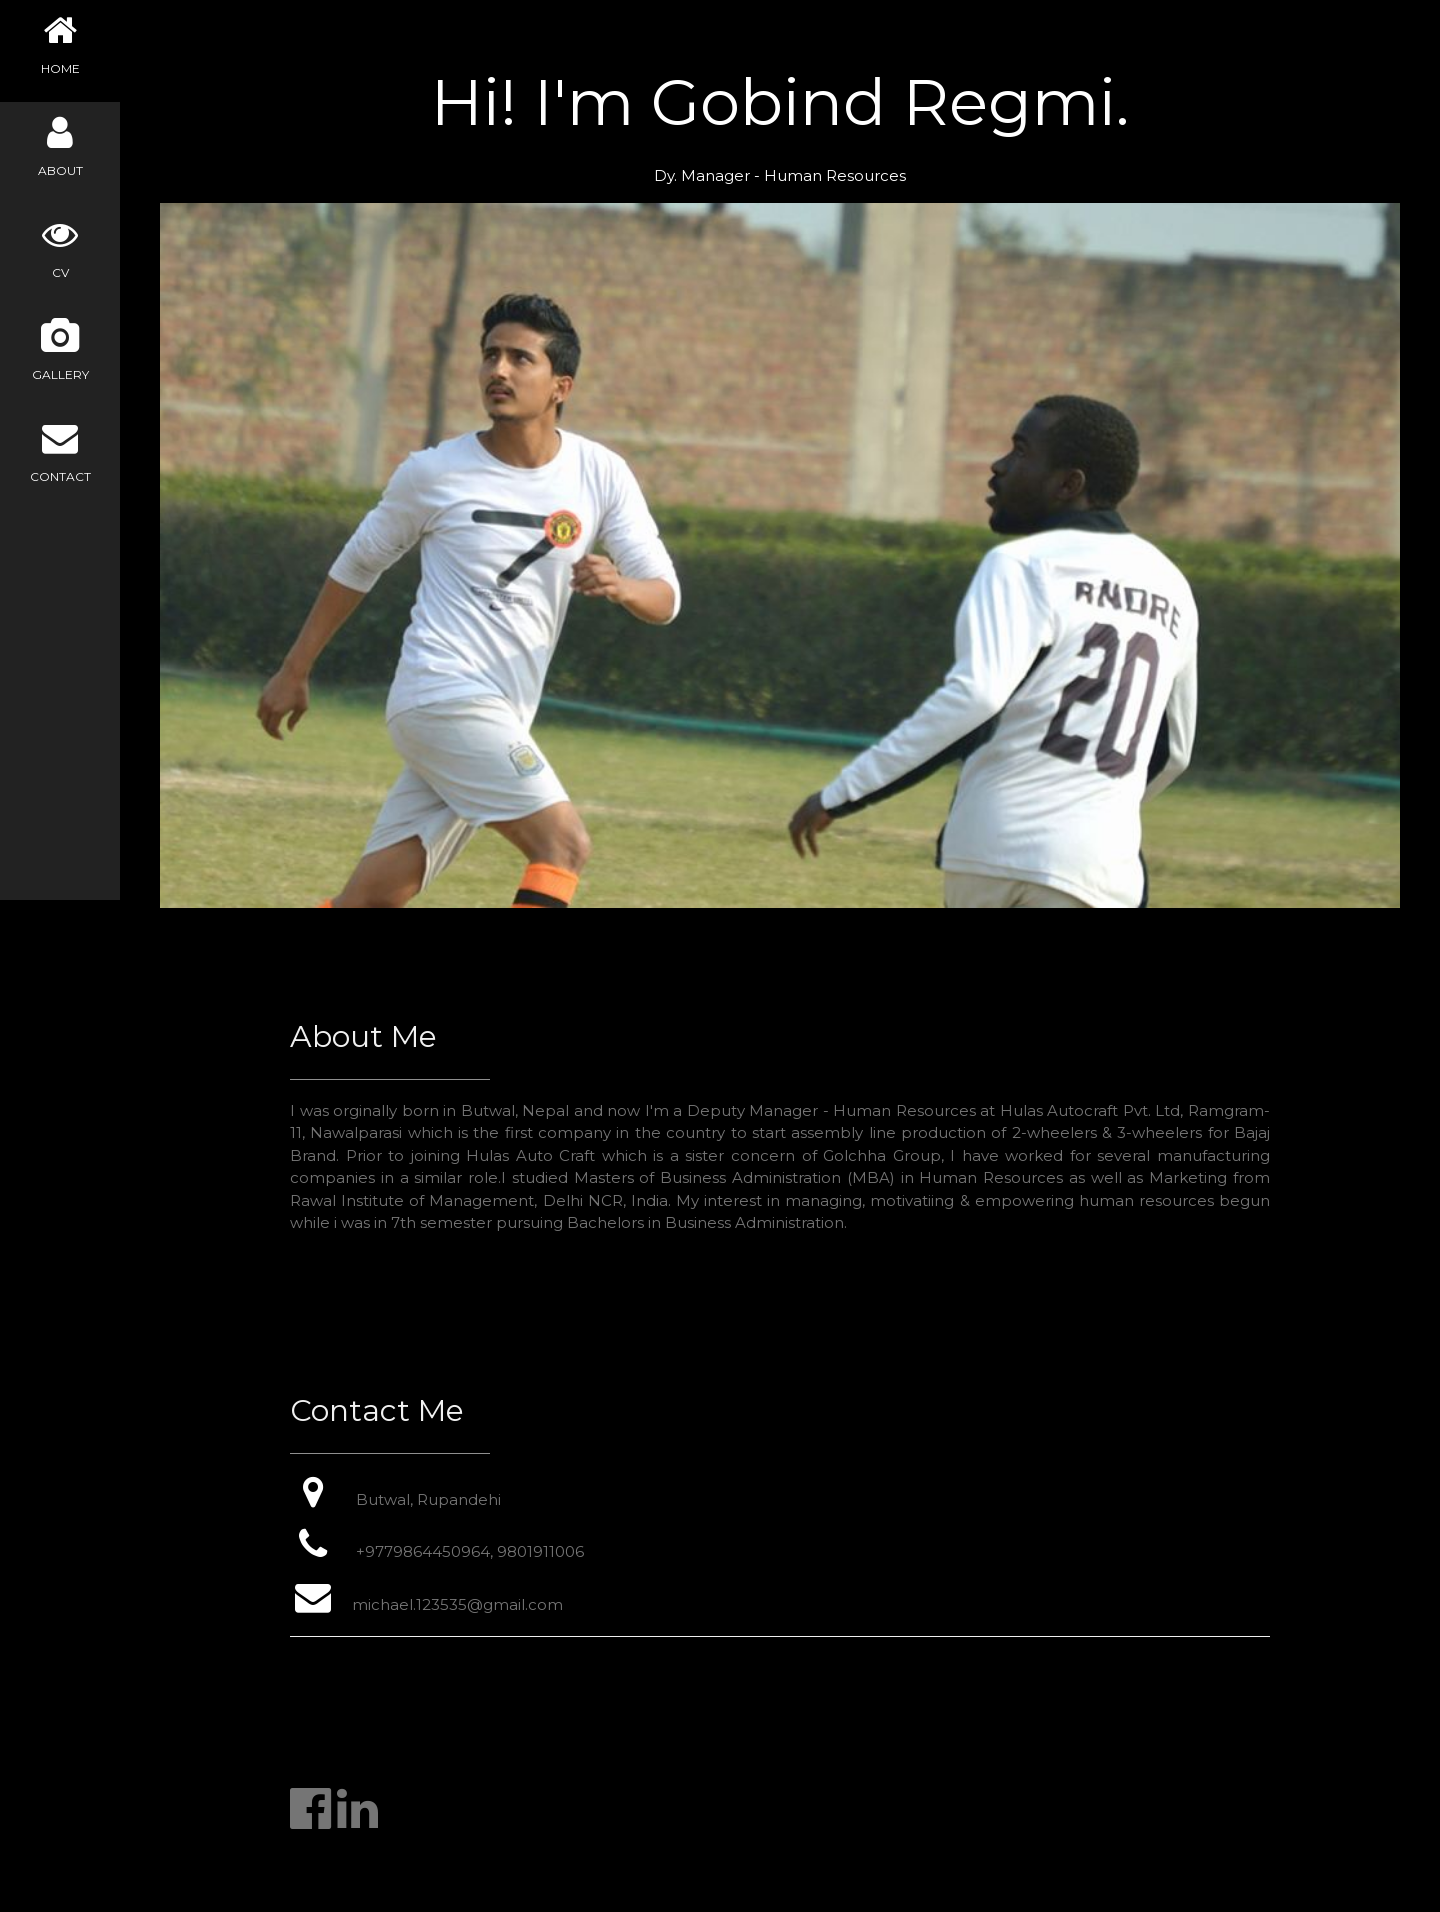 HOME
ABOUT
CV
GALLERY
CONTACT
Hi! I'm Gobind Regmi.
Dy. Manager - Human Resources
7
ANDRE
20
About Me
I was orginally born in Butwal, Nepal and now I'm a Deputy Manager - Human Resources at Hulas Autocraft Pvt. Ltd, Ramgram-
11, Nawalparasi which is the first company in the country to start assembly line production of 2-wheelers & 3-wheelers for Bajaj
Brand. Prior to joining Hulas Auto Craft which is a sister concern of Golchha Group, I have worked for several manufacturing
companies in a similar role.I studied Masters of Business Administration (MBA) in Human Resources as well as Marketing from
Rawal Institute of Management, Delhi NCR, India. My interest in managing, motivatiing & empowering human resources begun
while i was in 7th semester pursuing Bachelors in Business Administration.
Contact Me
Butwal, Rupandehi
+9779864450964, 9801911006
michael.123535@gmail.com